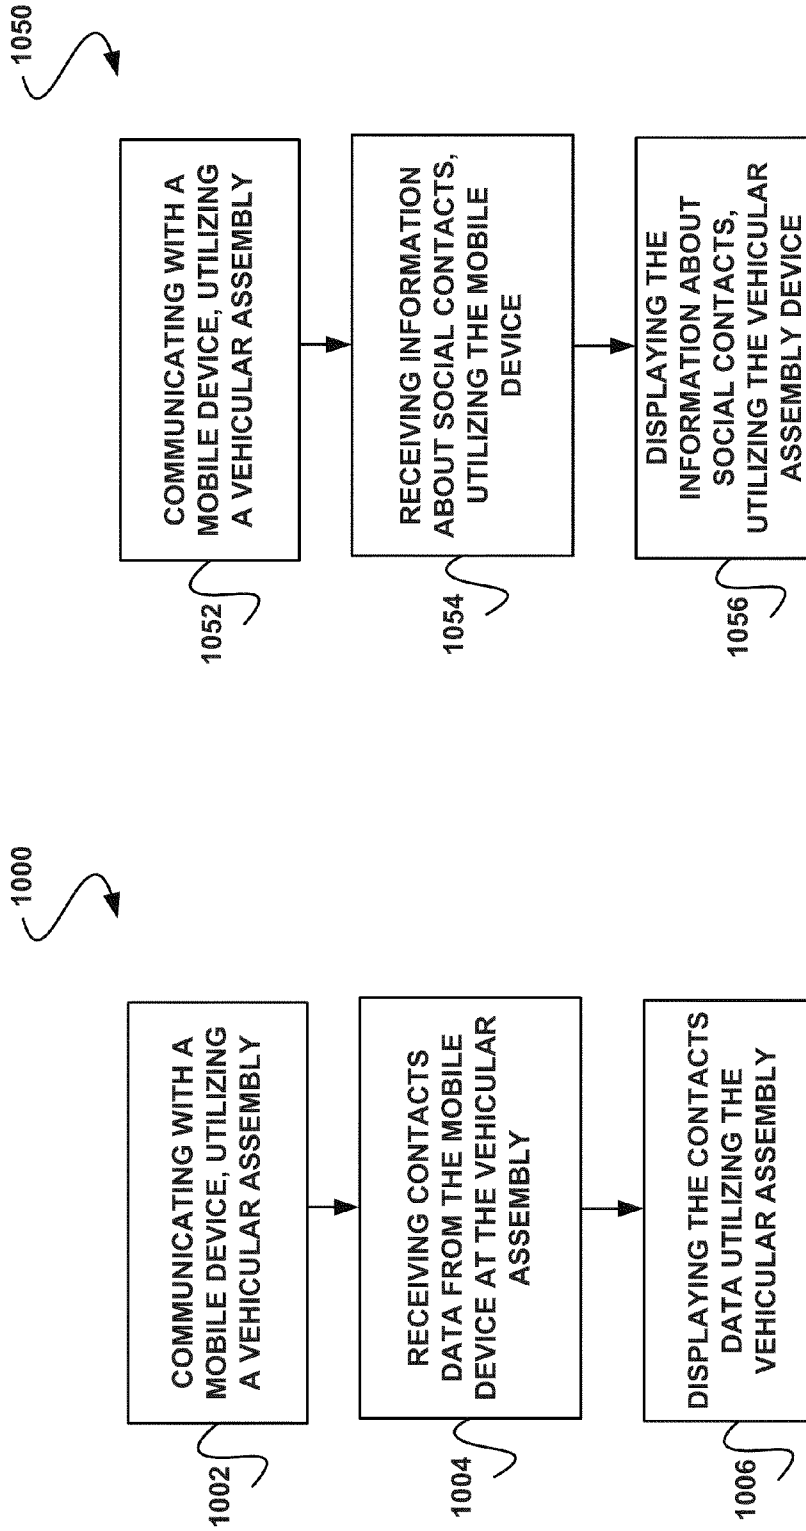 1000
1002
COMMUNICATING WITH A
MOBILE DEVICE, UTILIZING
A VEHICULAR ASSEMBLY
1004
RECEIVING CONTACTS
DATA FROM THE MOBILE
DEVICE AT THE VEHICULAR
ASSEMBLY
1006
DISPLAYING THE CONTACTS
DATA UTILIZING THE
VEHICULAR ASSEMBLY
1050
1052
COMMUNICATING WITH A
MOBILE DEVICE, UTILIZING
A VEHICULAR ASSEMBLY
1054
RECEIVING INFORMATION
ABOUT SOCIAL CONTACTS,
UTILIZING THE MOBILE
DEVICE
1056
DISPLAYING THE
INFORMATION ABOUT
SOCIAL CONTACTS,
UTILIZING THE VEHICULAR
ASSEMBLY DEVICE